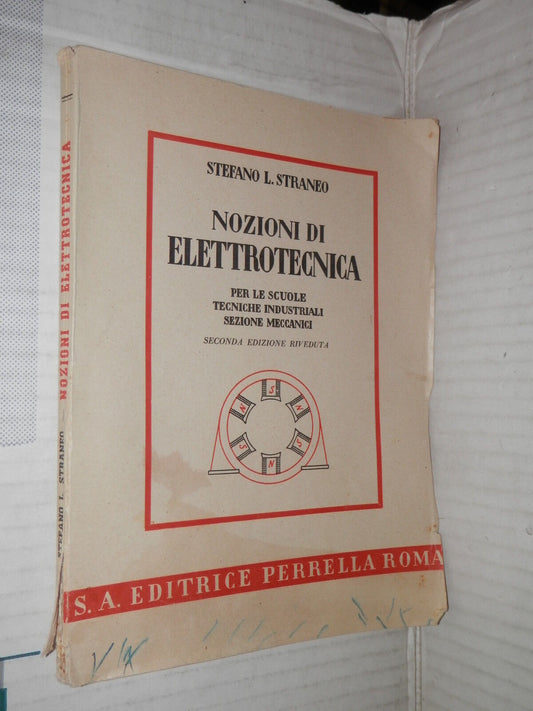 STEFANO L. STRANEO
NOZIONI DI
ELETTROTECNICA
PER LE SCUOLE
TECNICHE INDUSTRIALI
SEZIONE MECCANICI
SECONDA EDIZIONE RIVEDUTA
N
S
N
S
N
S
S. A. EDITRICE PERRELLA ROMA
STEFANO L. STRANEO NOZIONI DI ELETTROTECNICA